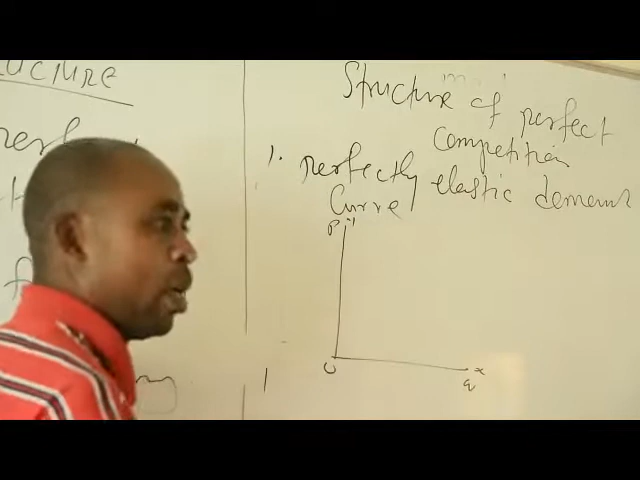 Structure of perfect
competition
1. Perfectly elastic demand
Curve
P
0
q x